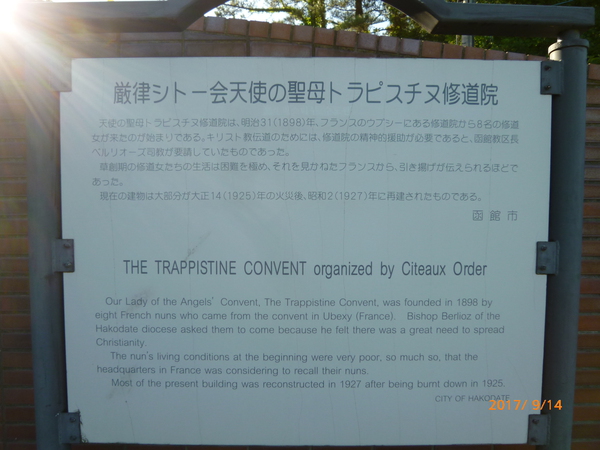 厳律シトー会天使の聖母トラピスチヌ修道院
天使の聖母トラピスチヌ修道院は、明治31(1898)年、フランスのウプシーにある修道院から8名の修道
女が来たのが始まりである。キリスト教伝道のためには、修道院の精神的援助が必要であると、函館教区長
ベルリオーズ司教が要請していたものであった。
草創期の修道女たちの生活は困難を極め、それを見かねたフランスから、引き揚げが伝えられるほどで
あった。
現在の建物は大部分が大正14(1925)年の火災後、昭和2(1927)年に再建されたものである。
函館市
THE TRAPPISTINE CONVENT organized by Citeaux Order
Our Lady of the Angels' Convent, The Trappistine Convent, was founded in 1898 by
eight French nuns who came from the convent in Ubexy (France). Bishop Berlioz of the
Hakodate diocese asked them to come because he felt there was a great need to spread
Christianity.
The nun's living conditions at the beginning were very poor, so much so, that the
headquarters in France was considering to recall their nuns.
Most of the present building was reconstructed in 1927 after being burnt down in 1925.
CITY OF HAKODATE
2017/ 9/14